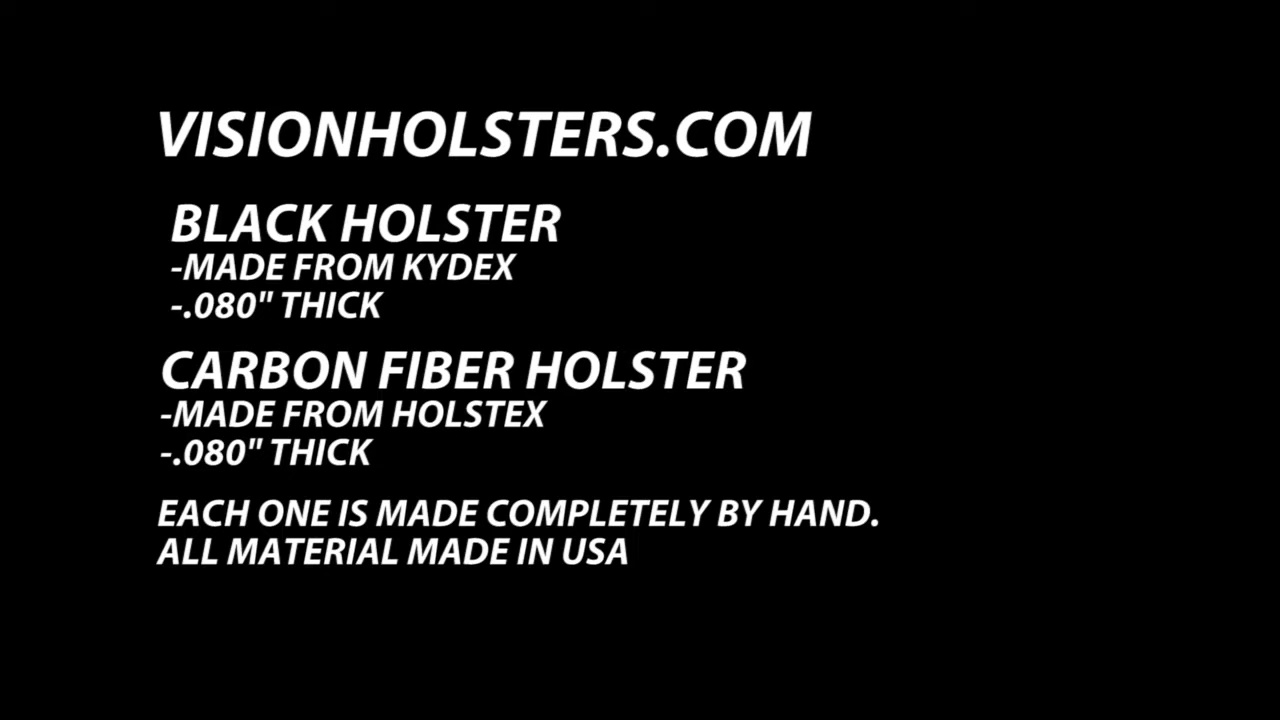 VISIONHOLSTERS.COM
BLACK HOLSTER
-MADE FROM KYDEX
-.080" THICK
CARBON FIBER HOLSTER
-MADE FROM HOLSTEX
-.080" THICK
EACH ONE IS MADE COMPLETELY BY HAND.
ALL MATERIAL MADE IN USA